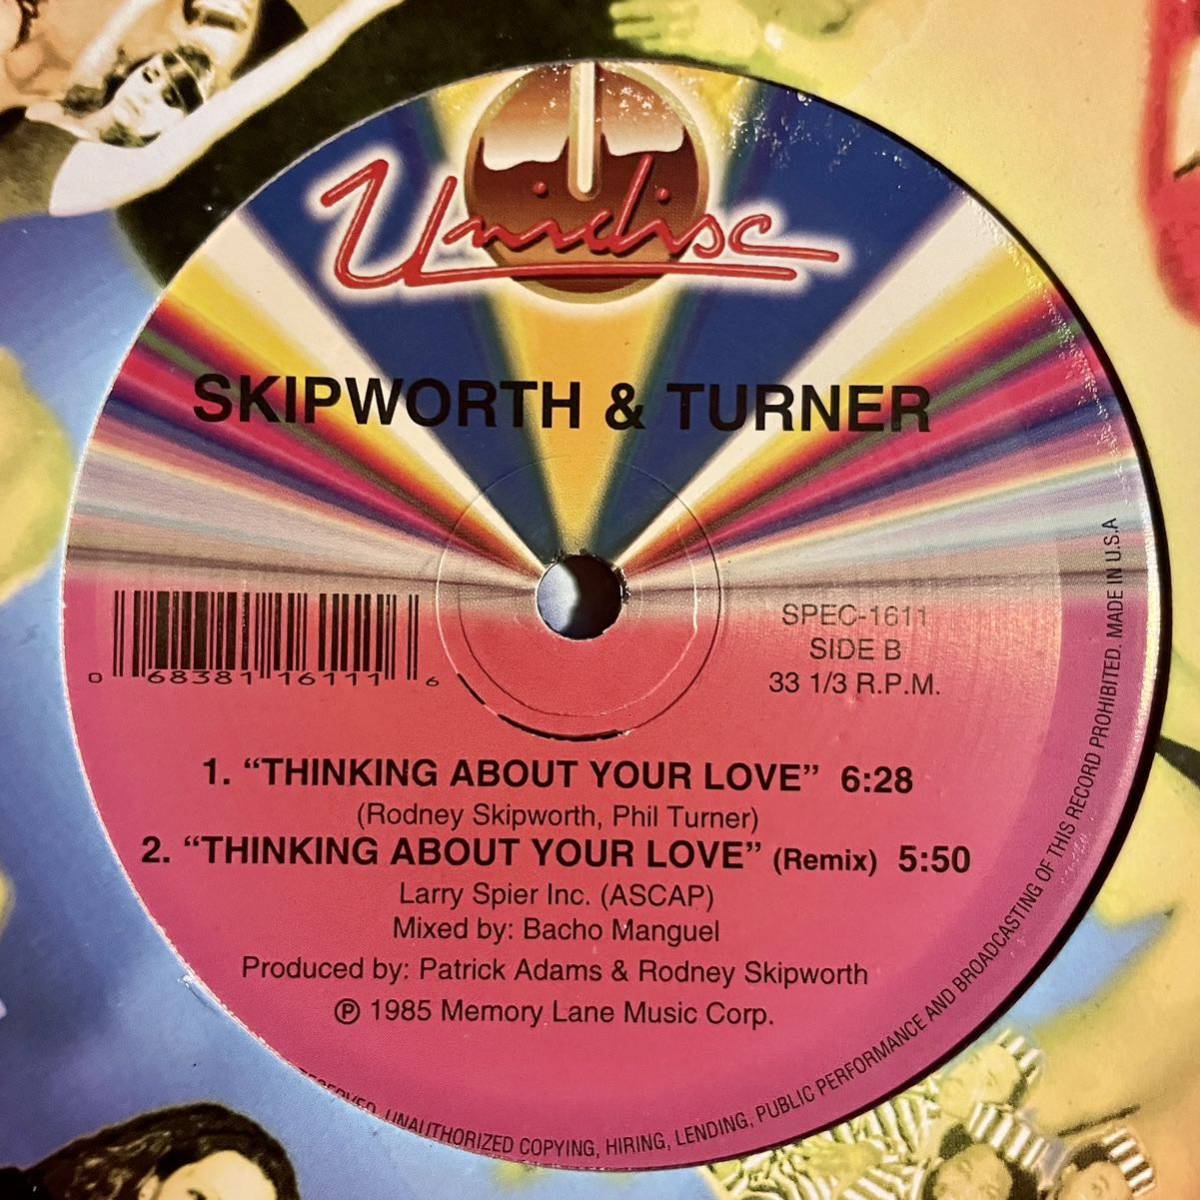 Unidisc
SKIPWORTH & TURNER
SPEC-1611
SIDE B
33 1/3 R.P.M.
0 68381 16111 6
1. “THINKING ABOUT YOUR LOVE” 6:28
(Rodney Skipworth, Phil Turner)
2. “THINKING ABOUT YOUR LOVE” (Remix) 5:50
Larry Spier Inc. (ASCAP)
Mixed by: Bacho Manguel
Produced by: Patrick Adams & Rodney Skipworth
℗ 1985 Memory Lane Music Corp.
UNAUTHORIZED COPYING, HIRING, LENDING, PUBLIC PERFORMANCE AND BROADCASTING OF THIS RECORD PROHIBITED. MADE IN U.S.A